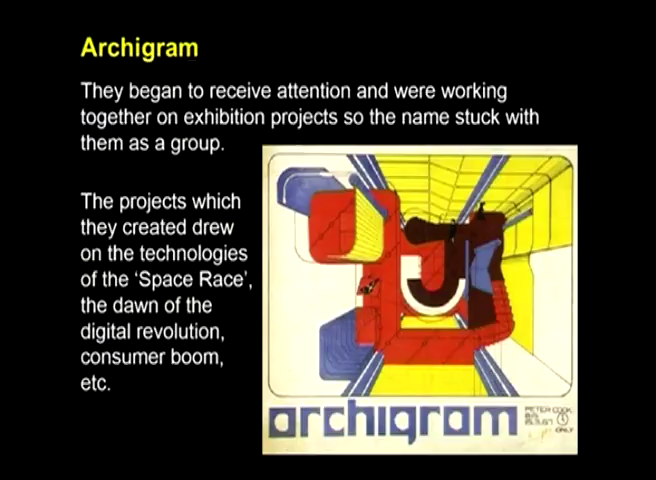 Archigram
They began to receive attention and were working
together on exhibition projects so the name stuck with
them as a group.
The projects which
they created drew
on the technologies
of the ‘Space Race’,
the dawn of the
digital revolution,
consumer boom,
etc.
archigram
PETER COOK
ONLY